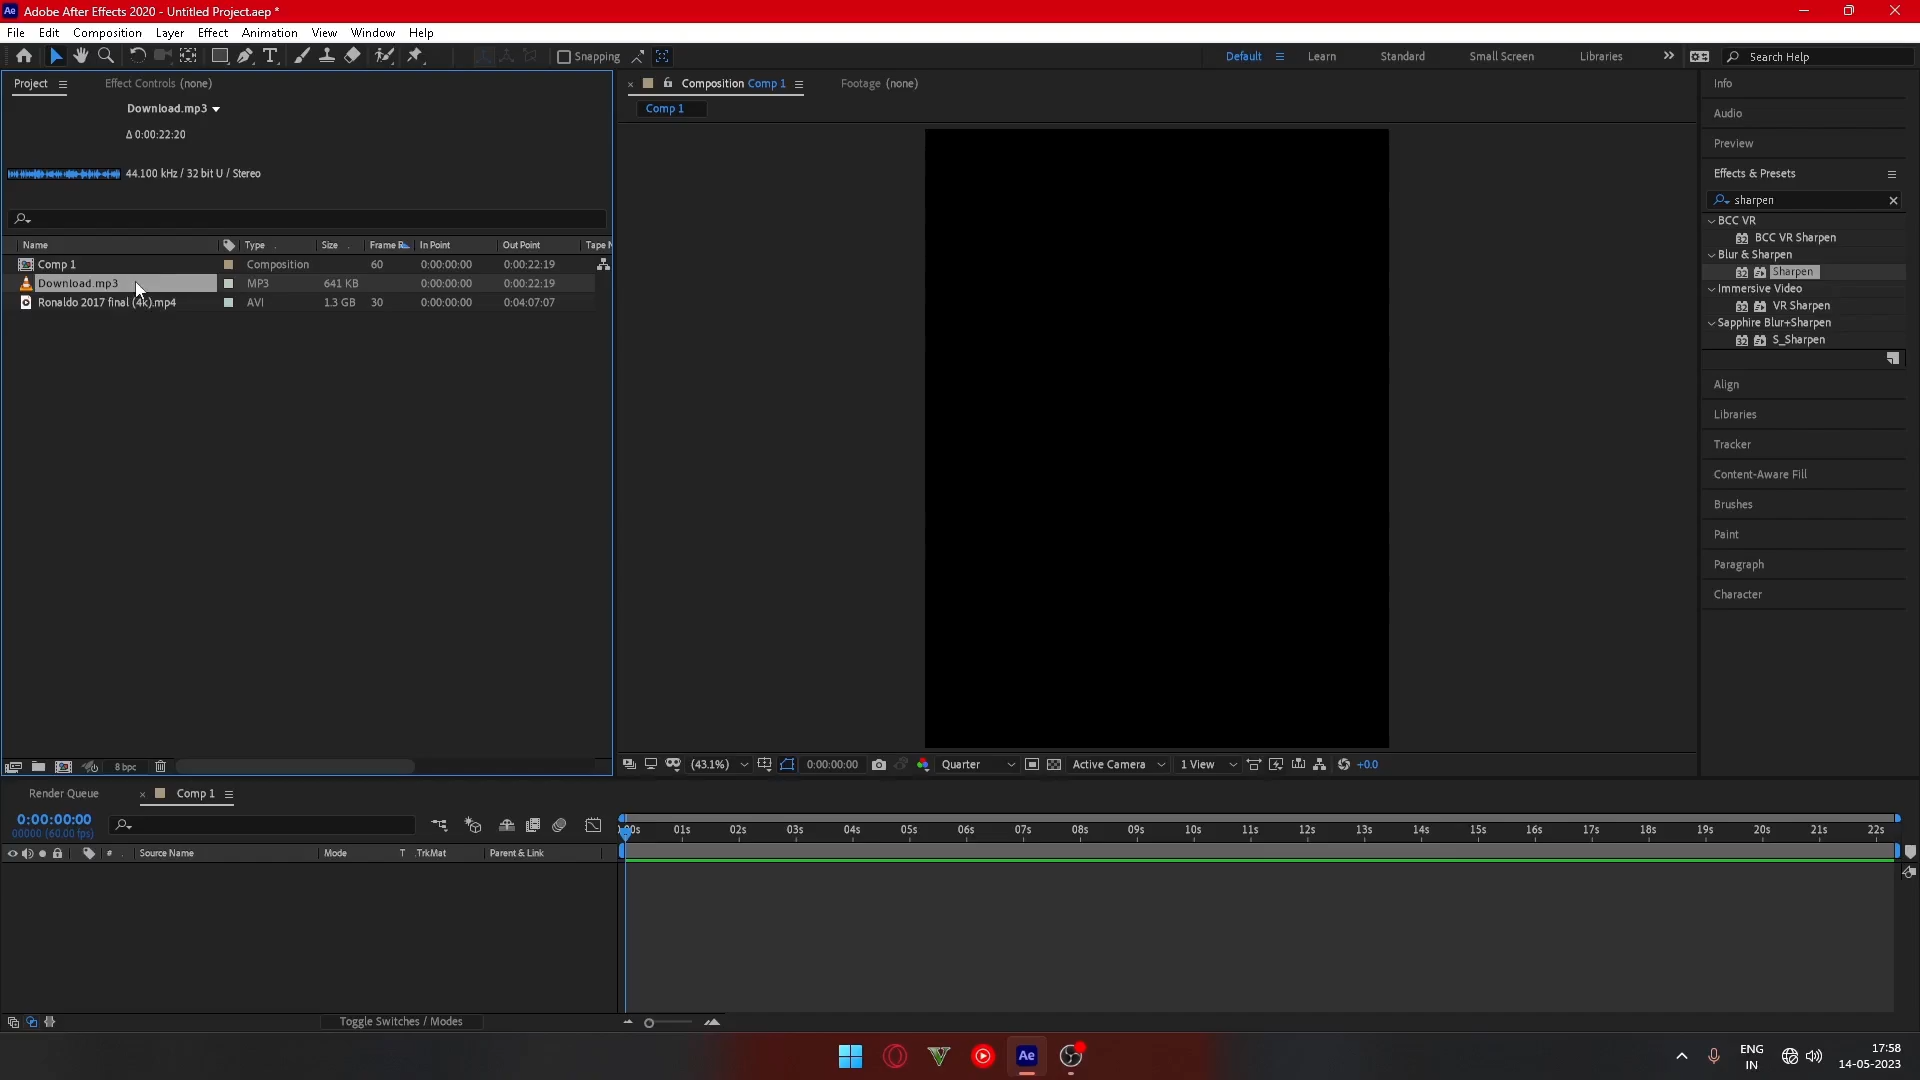 Ae Adobe After Effects 2020 - Untitled Project.aep *
File Edit Composition Layer Effect Animation View Window Help
Snapping
Default Learn Standard Small Screen Libraries » Search Help
Project Effect Controls (none)
Download.mp3
Δ 0:00:22:20
44.100 kHz / 32 bit U / Stereo
Name Type Size Frame R In Point Out Point Tape N
Comp 1 Composition 60 0:00:00:00 0:00:22:19
Download.mp3 MP3 641 KB 0:00:00:00 0:00:22:19
Ronaldo 2017 final (4k).mp4 AVI 1.3 GB 30 0:00:00:00 0:04:07:07
8 bpc
× Composition Comp 1 Footage (none)
Comp 1
(43.1%) 0:00:00:00 Quarter Active Camera 1 View +0.0
Info
Audio
Preview
Effects & Presets
sharpen ×
BCC VR
32 BCC VR Sharpen
Blur & Sharpen
32 Sharpen
Immersive Video
32 VR Sharpen
Sapphire Blur+Sharpen
32 S_Sharpen
Align
Libraries
Tracker
Content-Aware Fill
Brushes
Paint
Paragraph
Character
Render Queue × Comp 1
0:00:00:00
00000 (60.00 fps)
# Source Name Mode T .TrkMat Parent & Link
00s 01s 02s 03s 04s 05s 06s 07s 08s 09s 10s 11s 12s 13s 14s 15s 16s 17s 18s 19s 20s 21s 22s
Toggle Switches / Modes
V Ae
ENG
IN
17:58
14-05-2023